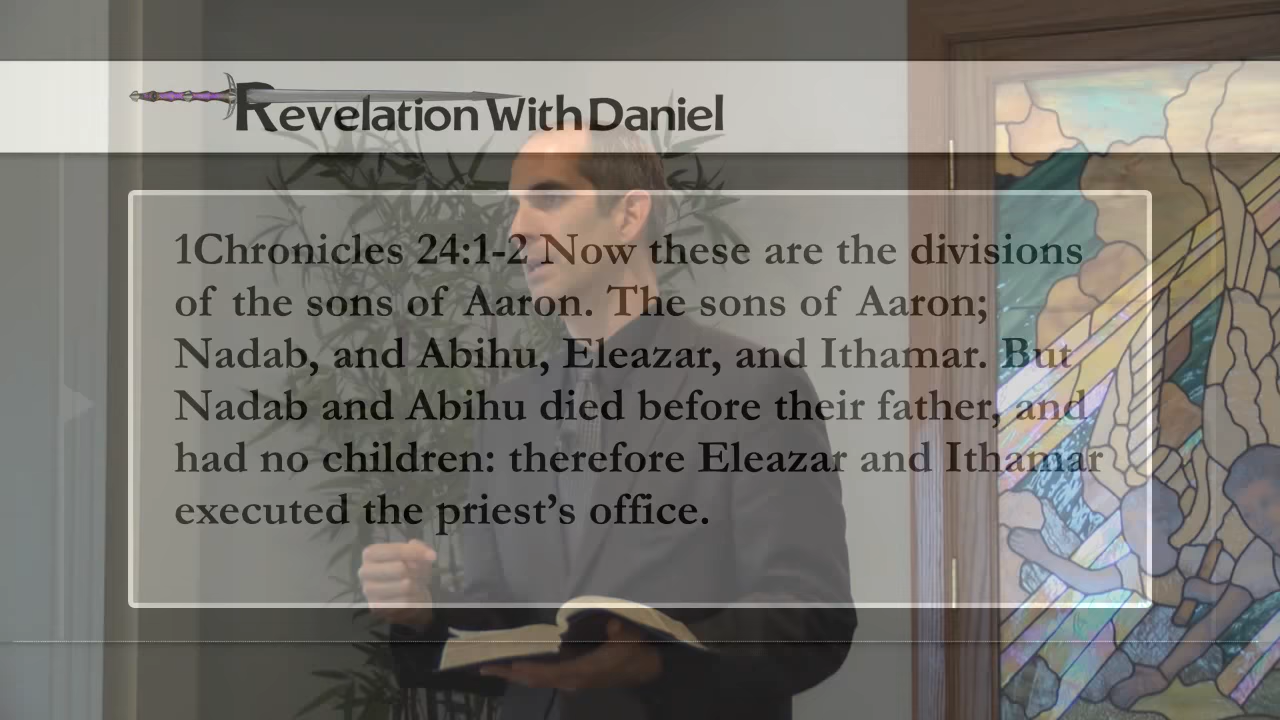 Revelation With Daniel
1Chronicles 24:1-2 Now these are the divisions
of the sons of Aaron. The sons of Aaron;
Nadab, and Abihu, Eleazar, and Ithamar. But
Nadab and Abihu died before their father, and
had no children: therefore Eleazar and Ithamar
executed the priest’s office.